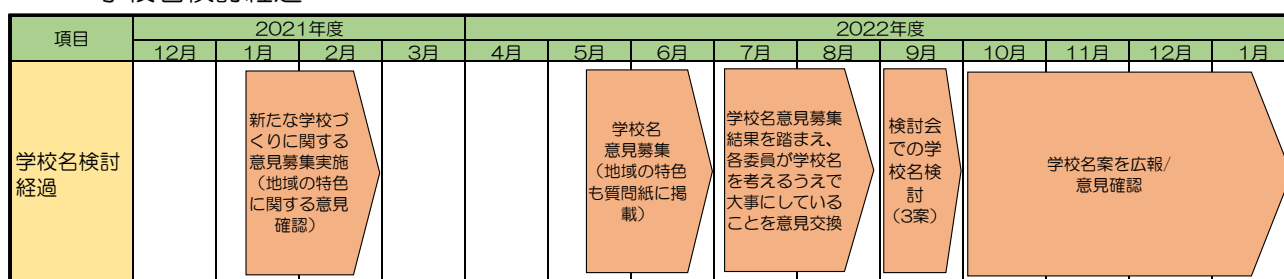 項目
2021年度
2022年度
12月 1月 2月 3月 4月 5月 6月 7月 8月 9月 10月 11月 12月 1月
学校名検討
経過
新たな学校づ
くりに関する
意見募集実施
（地域の特色
に関する意見
確認）
学校名
意見募集
（地域の特色
も質問紙に掲
載）
学校名意見募集
結果を踏まえ、
各委員が学校名
を考えるうえで
大事にしている
ことを意見交換
検討会
での学
校名検
討
（3案）
学校名案を広報/
意見確認